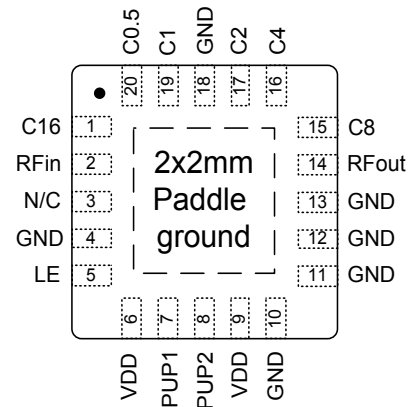 C0.5 C1 GND C2 C4
20 19 18 17 16
C16 1 15 C8
RFin 2 14 RFout
N/C 3 13 GND
GND 4 12 GND
LE 5 11 GND
2x2mm
Paddle
ground
6 7 8 9 10
VDD PUP1 PUP2 VDD GND